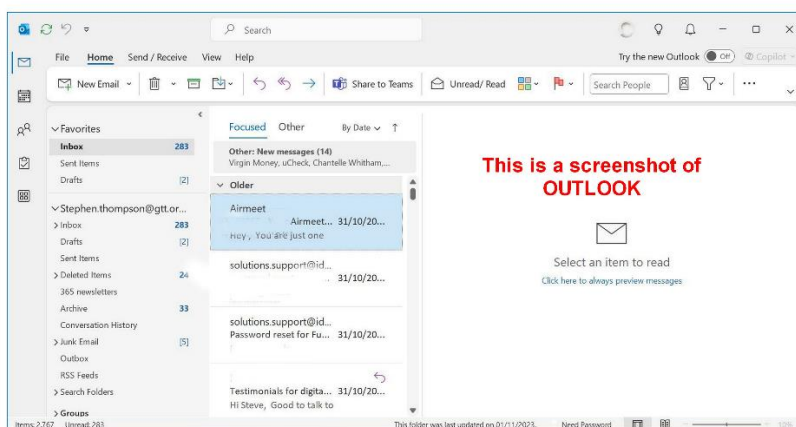 Search
File Home Send / Receive View Help
Try the new Outlook Off Copilot
New Email
Share to Teams
Unread/ Read
Search People
Favorites
Inbox 283
Sent Items
Drafts [2]
Stephen.thompson@gtt.or...
Inbox 283
Drafts [2]
Sent Items
Deleted Items 24
365 newsletters
Archive 33
Conversation History
Junk Email [5]
Outbox
RSS Feeds
Search Folders
Groups
Focused Other By Date
Other: New messages (14)
Virgin Money, uCheck, Chantelle Whitham,...
Older
Airmeet
Airmeet... 31/10/20...
Hey , You are just one
solutions.support@id...
31/10/20...
solutions.support@id...
Password reset for Fu... 31/10/20...
Testimonials for digita... 31/10/20...
Hi Steve, Good to talk to
This is a screenshot of
OUTLOOK
Select an item to read
Click here to always preview messages
Items: 2,767 Unread: 283
This folder was last updated on 01/11/2023.
Need Password
10%